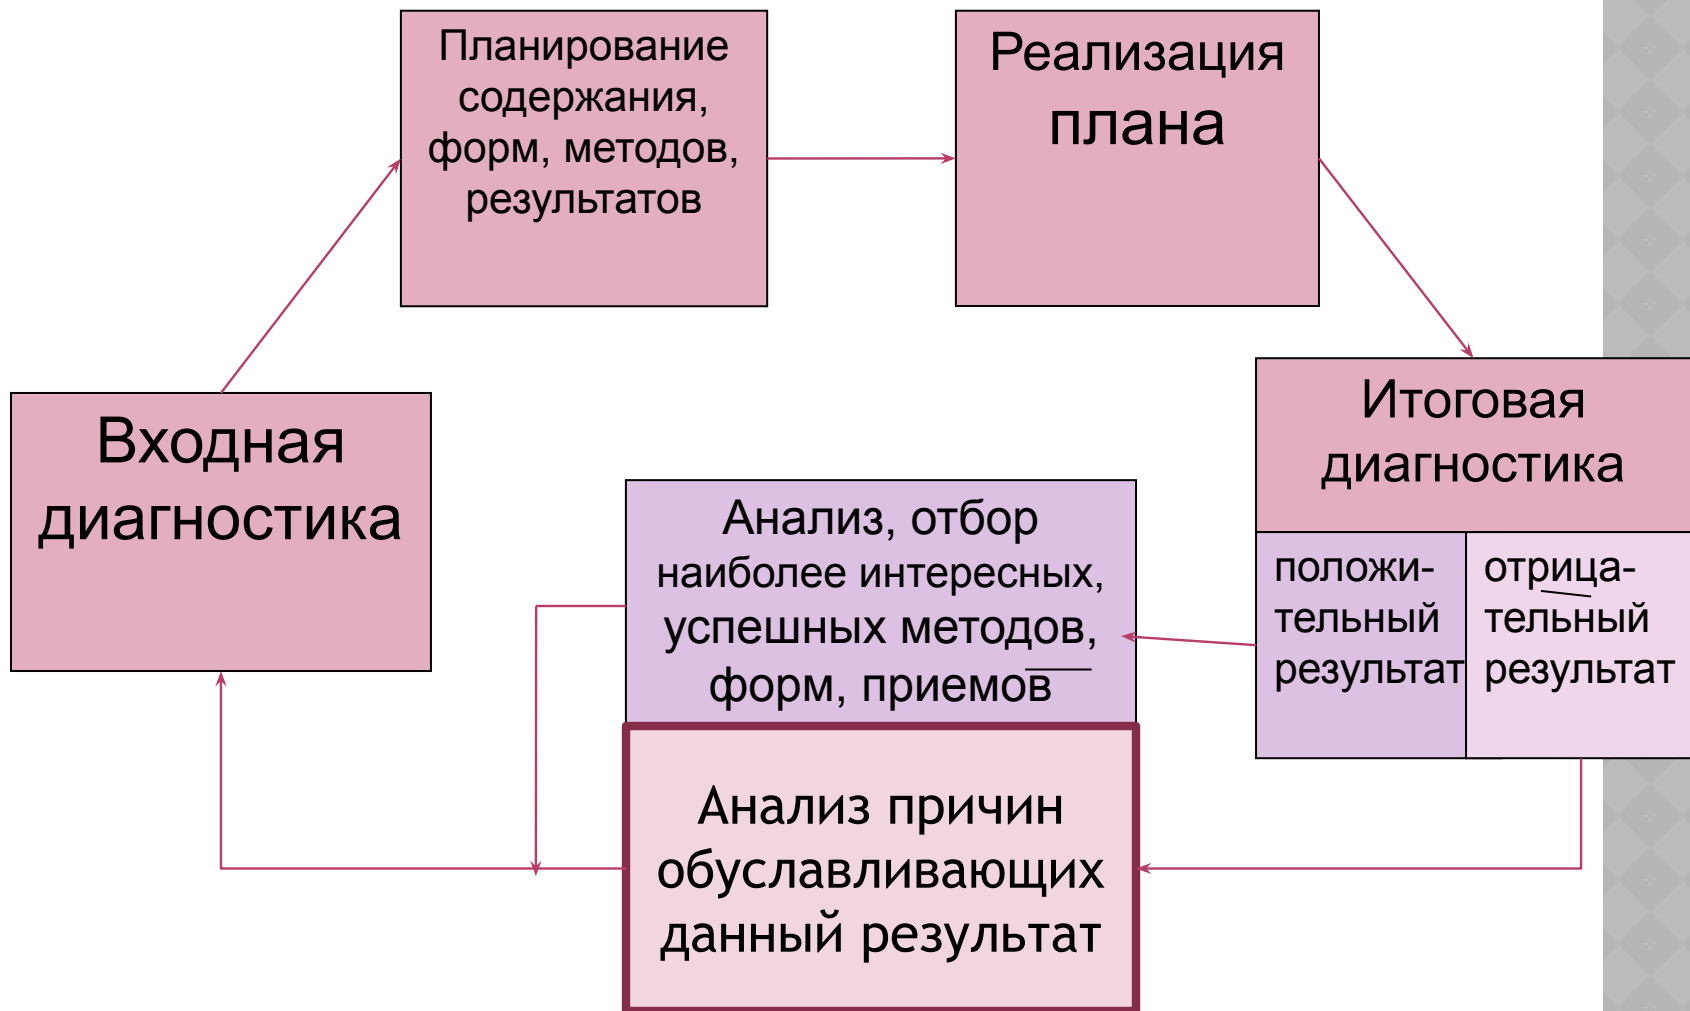 Планирование
содержания,
форм, методов,
результатов
Реализация
плана
Входная
диагностика
Итоговая
диагностика
положи-
тельный
результат
отрица-
тельный
результат
Анализ, отбор
наиболее интересных,
успешных методов,
форм, приемов
Анализ причин
обуславливающих
данный результат